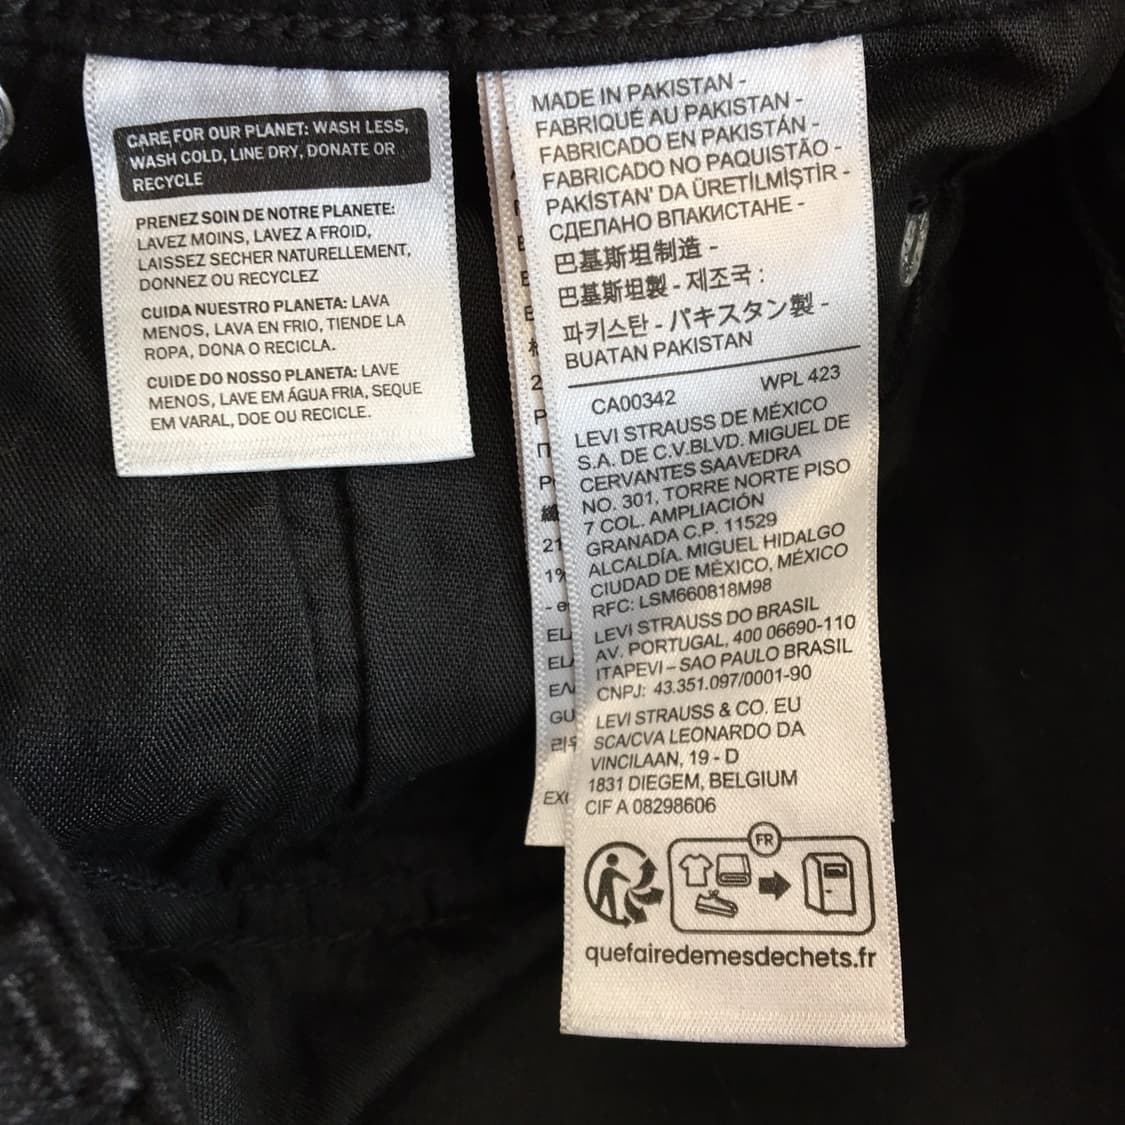 CARE FOR OUR PLANET: WASH LESS,
WASH COLD, LINE DRY, DONATE OR
RECYCLE
PRENEZ SOIN DE NOTRE PLANETE:
LAVEZ MOINS, LAVEZ A FROID,
LAISSEZ SECHER NATURELLEMENT,
DONNEZ OU RECYCLEZ
CUIDA NUESTRO PLANETA: LAVA
MENOS, LAVA EN FRIO, TIENDE LA
ROPA, DONA O RECICLA.
CUIDE DO NOSSO PLANETA: LAVE
MENOS, LAVE EM ÁGUA FRIA, SEQUE
EM VARAL, DOE OU RECICLE.
MADE IN PAKISTAN -
FABRIQUÉ AU PAKISTAN -
FABRICADO EN PAKISTÁN -
FABRICADO NO PAQUISTÃO -
PAKİSTAN' DA ÜRETİLMİŞTİR -
СДЕЛАНО ВПАКИСТАНЕ -
巴基斯坦制造 -
巴基斯坦製 - 제조국 :
파키스탄 - パキスタン製 -
BUATAN PAKISTAN
CA00342 WPL 423
LEVI STRAUSS DE MÉXICO
S.A. DE C.V.BLVD. MIGUEL DE
CERVANTES SAAVEDRA
NO. 301, TORRE NORTE PISO
7 COL. AMPLIACIÓN
GRANADA C.P. 11529
ALCALDÍA. MIGUEL HIDALGO
CIUDAD DE MÉXICO, MÉXICO
RFC: LSM660818M98
LEVI STRAUSS DO BRASIL
AV. PORTUGAL, 400 06690-110
ITAPEVI – SAO PAULO BRASIL
CNPJ: 43.351.097/0001-90
LEVI STRAUSS & CO. EU
SCA/CVA LEONARDO DA
VINCILAAN, 19 - D
1831 DIEGEM, BELGIUM
CIF A 08298606
FR
quefairedemesdechets.fr